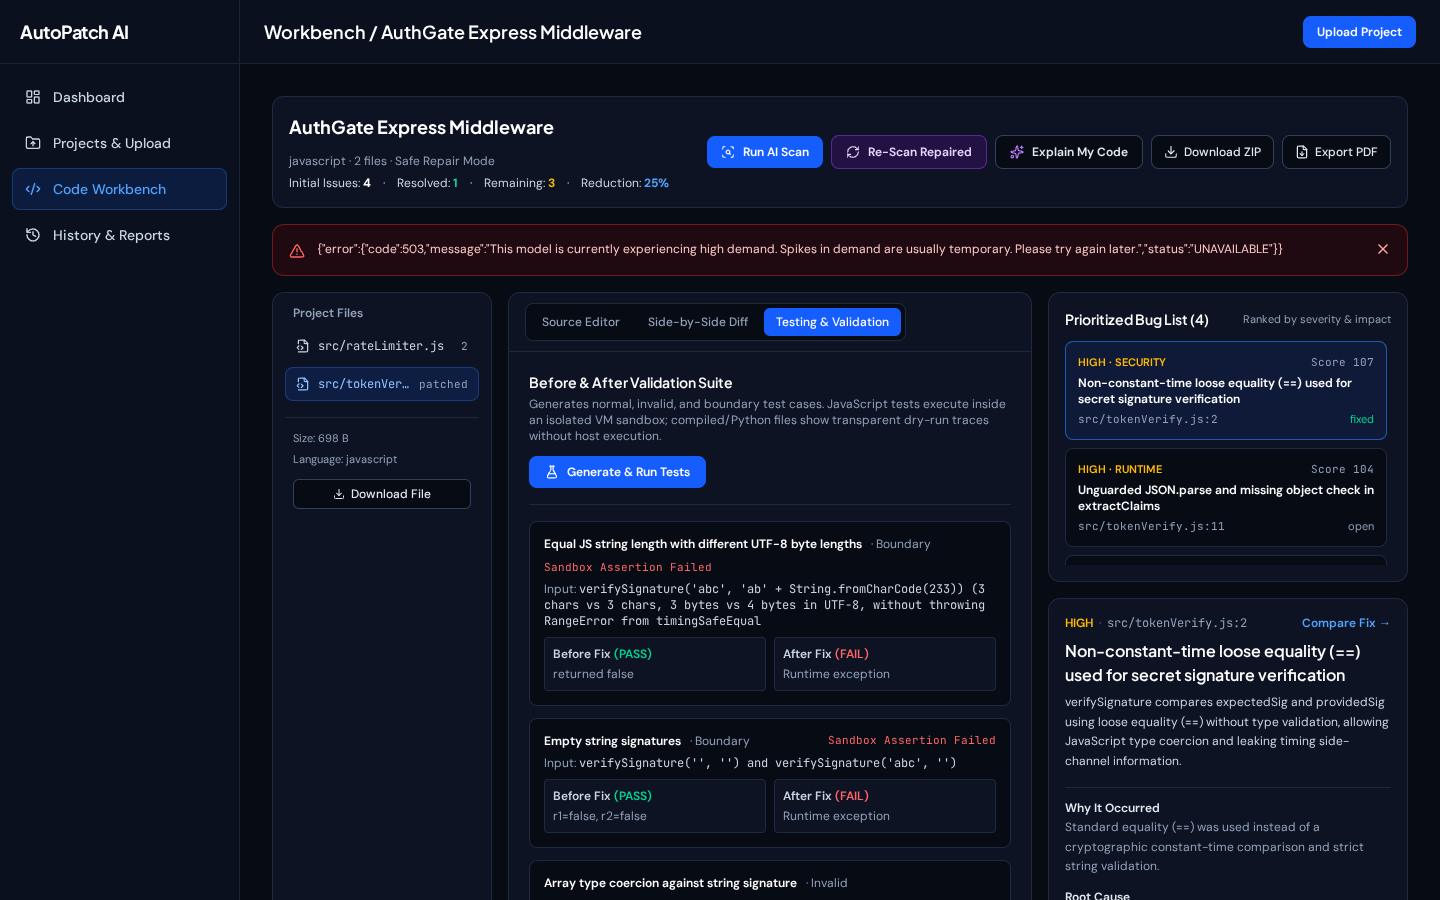 AutoPatch AI
Workbench / AuthGate Express Middleware
Upload Project
Dashboard
Projects & Upload
Code Workbench
History & Reports
AuthGate Express Middleware
javascript · 2 files · Safe Repair Mode
Initial Issues: 4 · Resolved: 1 · Remaining: 3 · Reduction: 25%
Run AI Scan
Re-Scan Repaired
Explain My Code
Download ZIP
Export PDF
{"error":{"code":503,"message":"This model is currently experiencing high demand. Spikes in demand are usually temporary. Please try again later.","status":"UNAVAILABLE"}}
Project Files
src/rateLimiter.js 2
src/tokenVer… patched
Size: 698 B
Language: javascript
Download File
Source Editor
Side-by-Side Diff
Testing & Validation
Before & After Validation Suite
Generates normal, invalid, and boundary test cases. JavaScript tests execute inside
an isolated VM sandbox; compiled/Python files show transparent dry-run traces
without host execution.
Generate & Run Tests
Equal JS string length with different UTF-8 byte lengths · Boundary
Sandbox Assertion Failed
Input: verifySignature('abc', 'ab' + String.fromCharCode(233)) (3
chars vs 3 chars, 3 bytes vs 4 bytes in UTF-8, without throwing
RangeError from timingSafeEqual
Before Fix (PASS)
returned false
After Fix (FAIL)
Runtime exception
Empty string signatures · Boundary
Sandbox Assertion Failed
Input: verifySignature('', '') and verifySignature('abc', '')
Before Fix (PASS)
r1=false, r2=false
After Fix (FAIL)
Runtime exception
Array type coercion against string signature · Invalid
Prioritized Bug List (4)
Ranked by severity & impact
HIGH · SECURITY
Score 107
Non-constant-time loose equality (==) used for
secret signature verification
src/tokenVerify.js:2
fixed
HIGH · RUNTIME
Score 104
Unguarded JSON.parse and missing object check in
extractClaims
src/tokenVerify.js:11
open
HIGH · src/tokenVerify.js:2
Compare Fix →
Non-constant-time loose equality (==)
used for secret signature verification
verifySignature compares expectedSig and providedSig
using loose equality (==) without type validation, allowing
JavaScript type coercion and leaking timing side-
channel information.
Why It Occurred
Standard equality (==) was used instead of a
cryptographic constant-time comparison and strict
string validation.
Root Cause